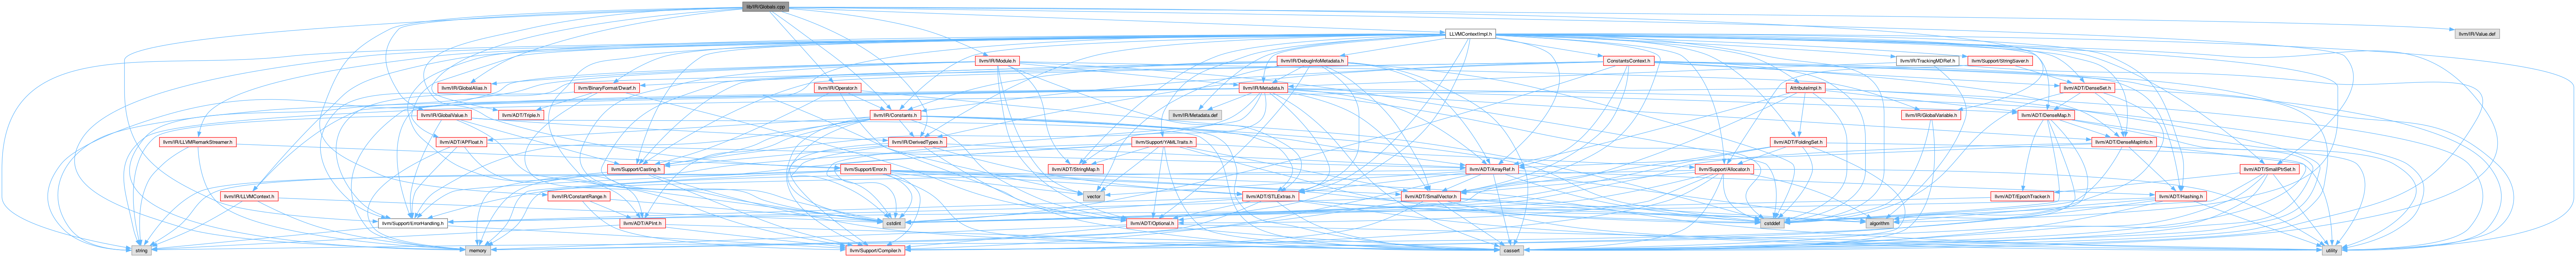 lib/IR/Globals.cpp
LLVMContextImpl.h
llvm/IR/Value.def
llvm/IR/Module.h
llvm/IR/DebugInfoMetadata.h
ConstantsContext.h
llvm/IR/TrackingMDRef.h
llvm/Support/StringSaver.h
llvm/IR/GlobalAlias.h
llvm/BinaryFormat/Dwarf.h
llvm/IR/Operator.h
llvm/IR/Metadata.h
AttributeImpl.h
llvm/ADT/DenseSet.h
llvm/IR/GlobalValue.h
llvm/ADT/Triple.h
llvm/IR/Constants.h
llvm/IR/Metadata.def
llvm/IR/GlobalVariable.h
llvm/ADT/DenseMap.h
llvm/IR/LLVMRemarkStreamer.h
llvm/ADT/APFloat.h
llvm/IR/DerivedTypes.h
llvm/Support/YAMLTraits.h
llvm/ADT/FoldingSet.h
llvm/ADT/DenseMapInfo.h
llvm/Support/Casting.h
llvm/Support/Error.h
llvm/ADT/StringMap.h
llvm/ADT/ArrayRef.h
llvm/Support/Allocator.h
llvm/ADT/SmallPtrSet.h
llvm/IR/LLVMContext.h
llvm/IR/ConstantRange.h
vector
llvm/ADT/STLExtras.h
llvm/ADT/SmallVector.h
llvm/ADT/EpochTracker.h
llvm/ADT/Hashing.h
llvm/Support/ErrorHandling.h
llvm/ADT/APInt.h
cstdint
llvm/ADT/Optional.h
cstddef
algorithm
string
memory
llvm/Support/Compiler.h
cassert
utility